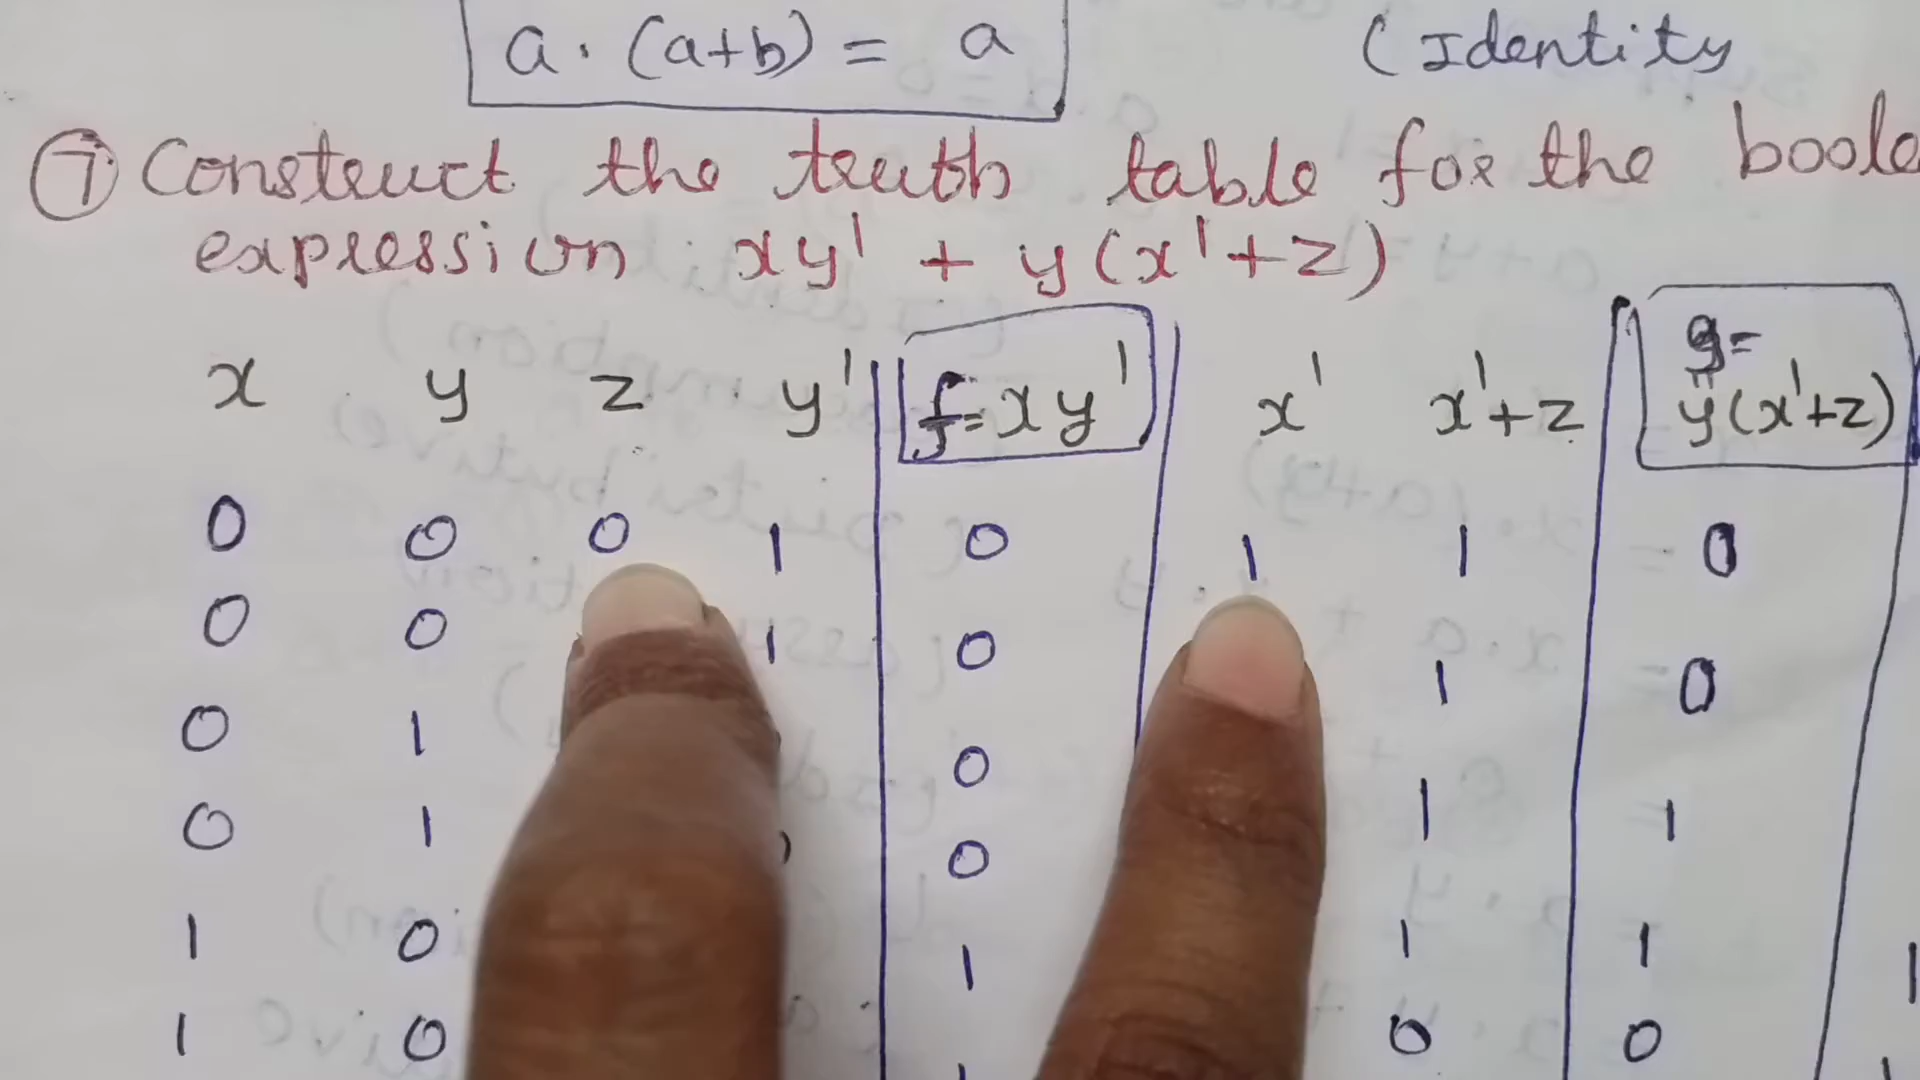 a . (a+b) = a (Identity
7 Construct the truth table for the boole
expression xy' + y(x'+z)
x y z y' f=xy' x' x'+z g=
y(x'+z)
0 0 0 1 0 1 1 0
0 0 1 0 1 0
0 1 0 1 1
0 1 0 1 1
1 0 1 0 0
1 0